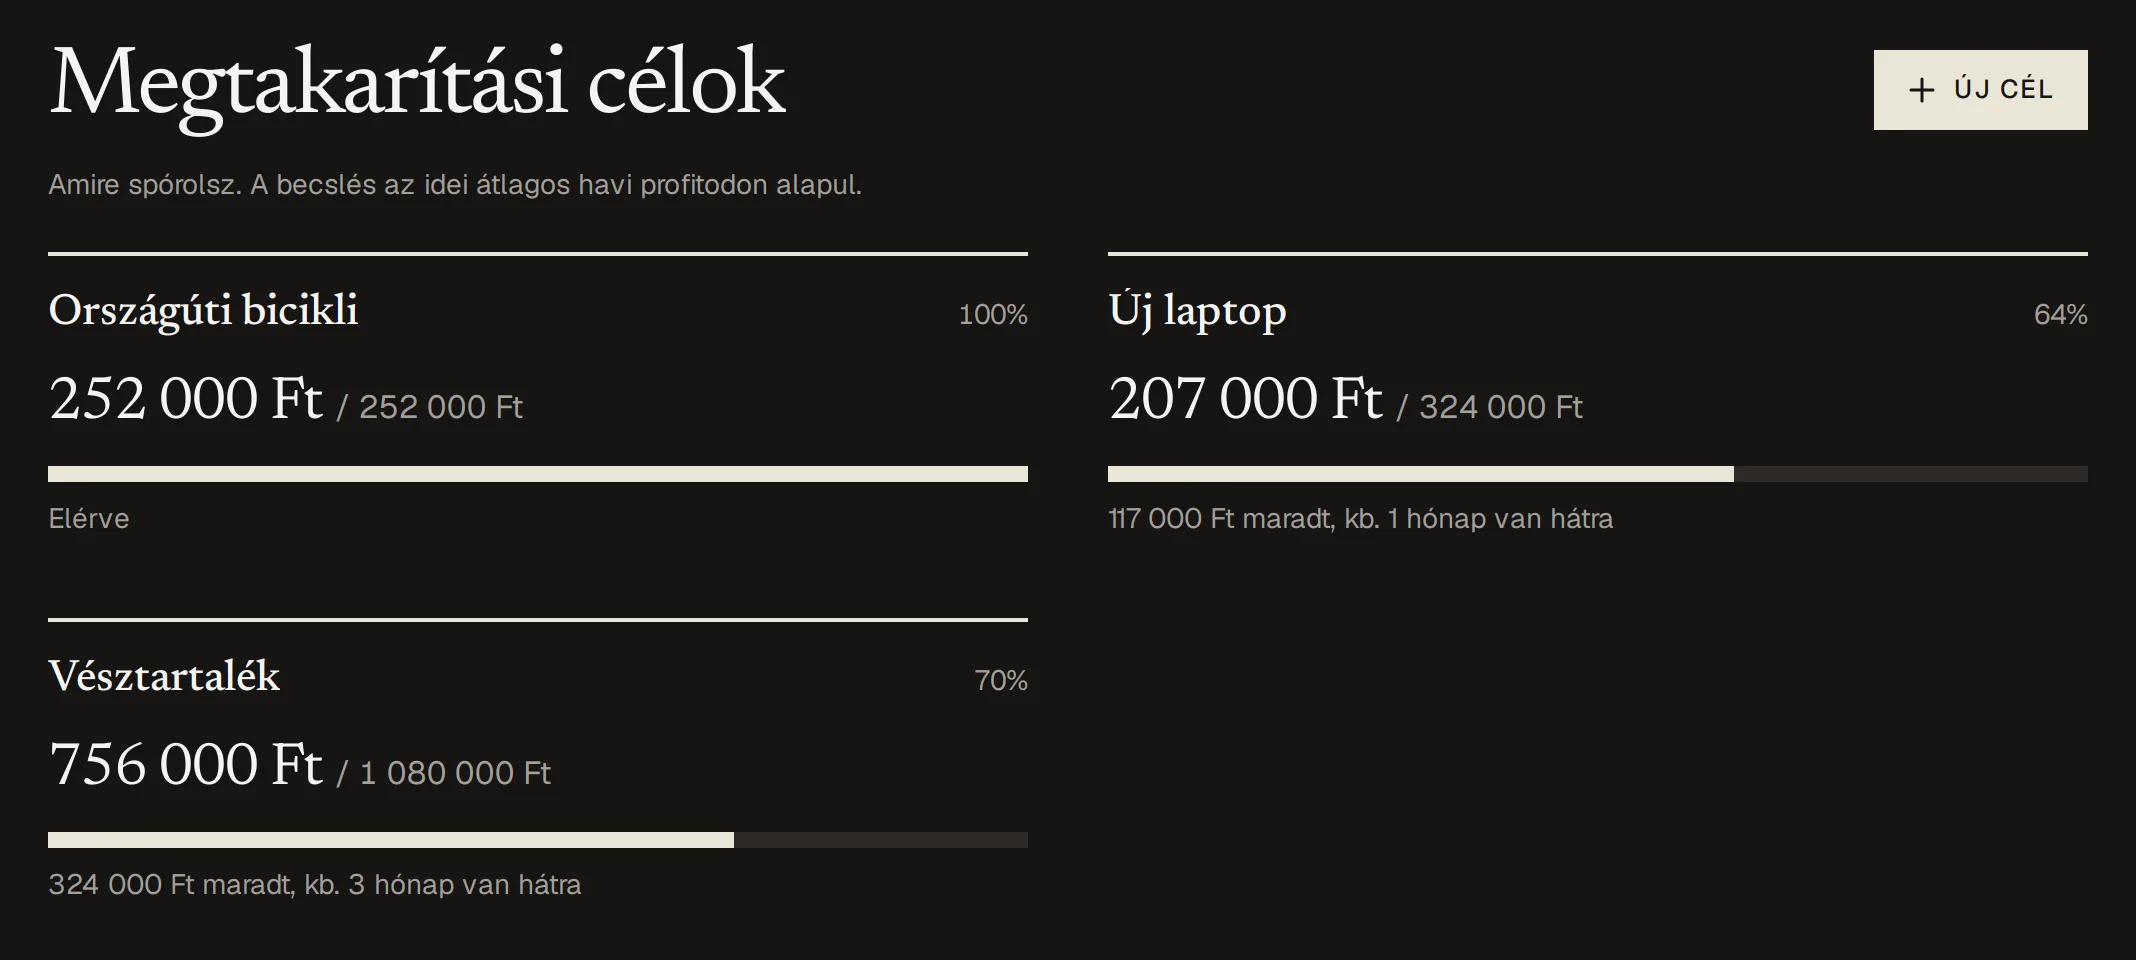 Megtakarítási célok
+ ÚJ CÉL
Amire spórolsz. A becslés az idei átlagos havi profitodon alapul.
Országúti bicikli
100%
252 000 Ft / 252 000 Ft
Elérve
Új laptop
64%
207 000 Ft / 324 000 Ft
117 000 Ft maradt, kb. 1 hónap van hátra
Vésztartalék
70%
756 000 Ft / 1 080 000 Ft
324 000 Ft maradt, kb. 3 hónap van hátra